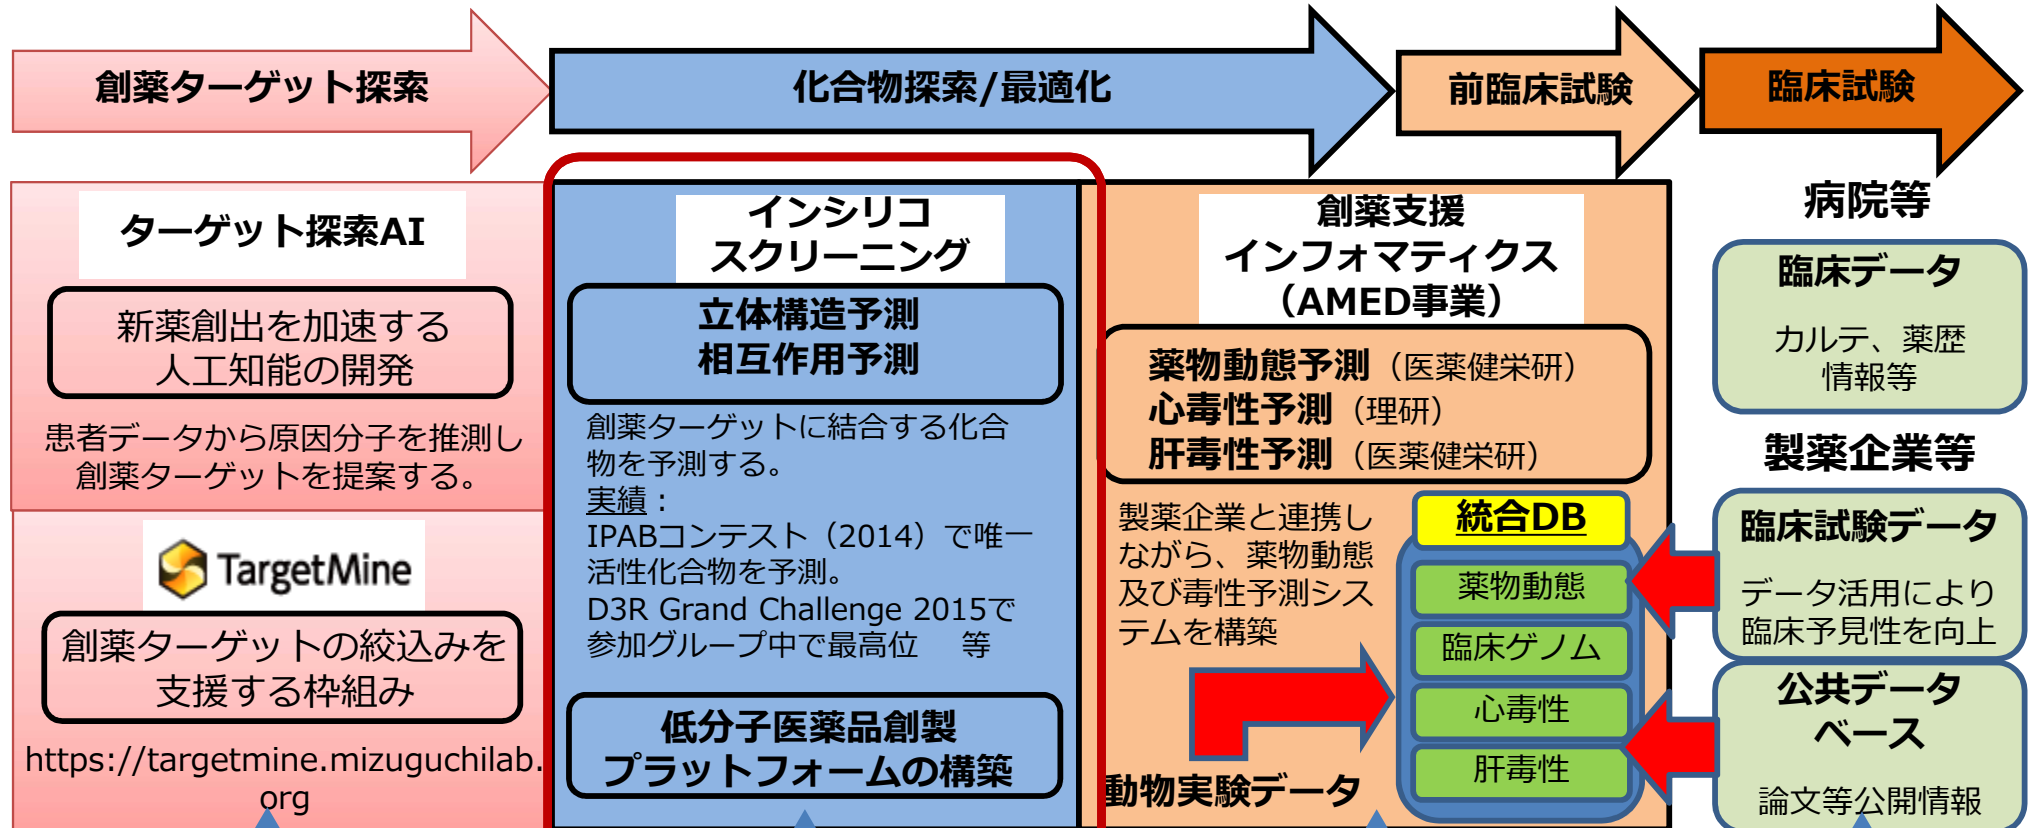 創薬ターゲット探索
化合物探索/最適化
前臨床試験
臨床試験
ターゲット探索AI
新薬創出を加速する
人工知能の開発
患者データから原因分子を推測し
創薬ターゲットを提案する。
TargetMine
創薬ターゲットの絞込みを
支援する枠組み
https://targetmine.mizuguchilab.
org
インシリコ
スクリーニング
立体構造予測
相互作用予測
創薬ターゲットに結合する化合
物を予測する。
実績：
IPABコンテスト（2014）で唯一
活性化合物を予測。
D3R Grand Challenge 2015で
参加グループ中で最高位　等
低分子医薬品創製
プラットフォームの構築
創薬支援
インフォマティクス
（AMED事業）
薬物動態予測（医薬健栄研）
心毒性予測（理研）
肝毒性予測（医薬健栄研）
製薬企業と連携し
ながら、薬物動態
及び毒性予測シス
テムを構築
動物実験データ
統合DB
薬物動態
臨床ゲノム
心毒性
肝毒性
病院等
臨床データ
カルテ、薬歴
情報等
製薬企業等
臨床試験データ
データ活用により
臨床予見性を向上
公共データ
ベース
論文等公開情報